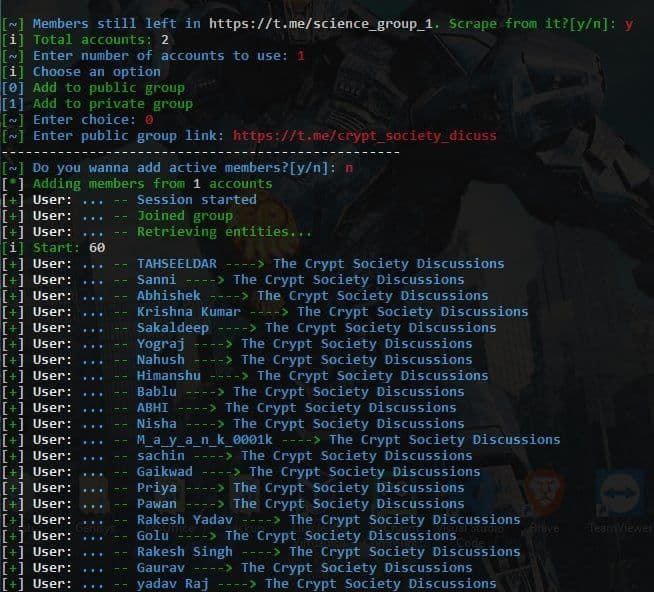 [~] Members still left in https://t.me/science_group_1. Scrape from it?[y/n]: y
[i] Total accounts: 2
[~] Enter number of accounts to use: 1
[i] Choose an option
[0] Add to public group
[1] Add to private group
[~] Enter choice: 0
[~] Enter public group link: https://t.me/crypt_society_dicuss
--------------------------------------------------
[~] Do you wanna add active members?[y/n]: n
[*] Adding members from 1 accounts
[+] User: ... -- Session started
[+] User: ... -- Joined group
[+] User: ... -- Retrieving entities...
[i] Start: 60
[+] User: ... -- TAHSEELDAR ----> The Crypt Society Discussions
[+] User: ... -- Sanni ----> The Crypt Society Discussions
[+] User: ... -- Abhishek ----> The Crypt Society Discussions
[+] User: ... -- Krishna Kumar ----> The Crypt Society Discussions
[+] User: ... -- Sakaldeep ----> The Crypt Society Discussions
[+] User: ... -- Yograj ----> The Crypt Society Discussions
[+] User: ... -- Nahush ----> The Crypt Society Discussions
[+] User: ... -- Himanshu ----> The Crypt Society Discussions
[+] User: ... -- Bablu ----> The Crypt Society Discussions
[+] User: ... -- ABHI ----> The Crypt Society Discussions
[+] User: ... -- Nisha ----> The Crypt Society Discussions
[+] User: ... -- M_a_y_a_n_k_0001k ----> The Crypt Society Discussions
[+] User: ... -- sachin ----> The Crypt Society Discussions
[+] User: ... -- Gaikwad ----> The Crypt Society Discussions
[+] User: ... -- Priya ----> The Crypt Society Discussions
[+] User: ... -- Pawan ----> The Crypt Society Discussions
[+] User: ... -- Rakesh Yadav ----> The Crypt Society Discussions
[+] User: ... -- Golu ----> The Crypt Society Discussions
[+] User: ... -- Rakesh Singh ----> The Crypt Society Discussions
[+] User: ... -- Gaurav ----> The Crypt Society Discussions
[+] User: ... -- yadav Raj ----> The Crypt Society Discussions
Brave
TeamViewer
Code